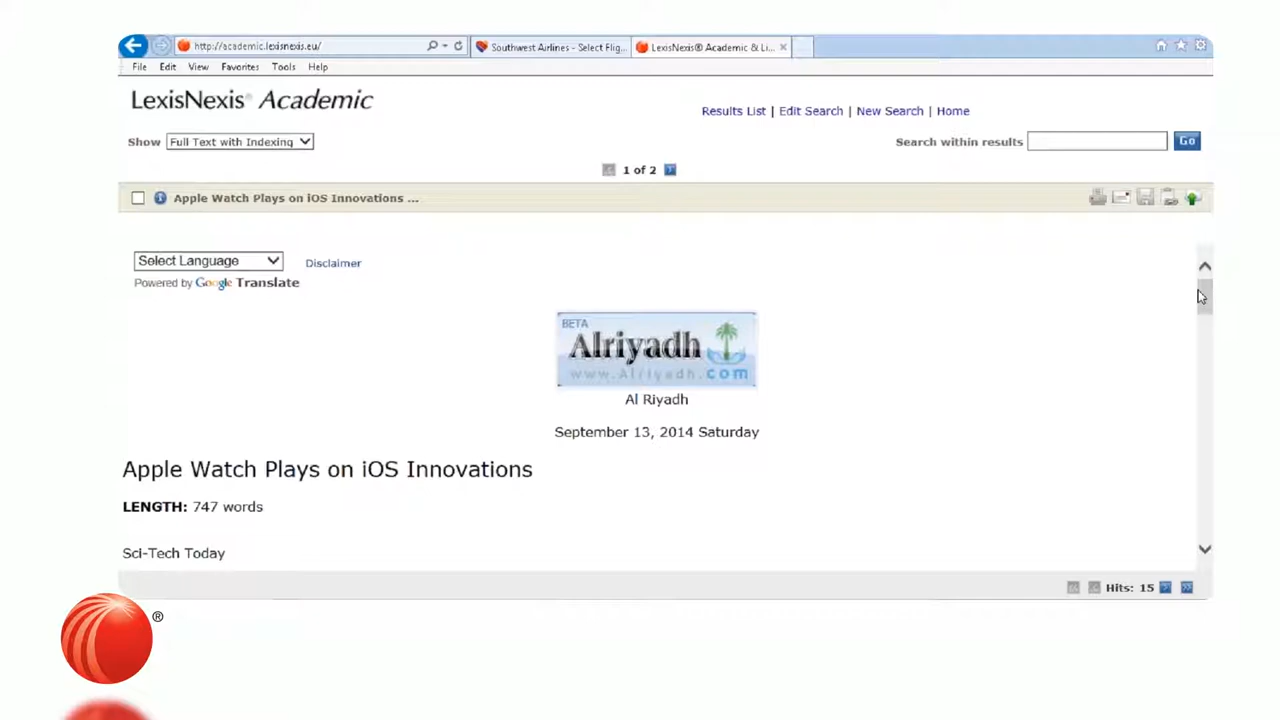 http://academic.lexisnexis.eu/
Southwest Airlines - Select Flig...
LexisNexis® Academic & Li...
File Edit View Favorites Tools Help
LexisNexis® Academic
Results List | Edit Search | New Search | Home
Show Full Text with Indexing
Search within results Go
1 of 2
Apple Watch Plays on iOS Innovations ...
Select Language Disclaimer
Powered by Google Translate
BETA
Alriyadh
www.Alriyadh.com
Al Riyadh
September 13, 2014 Saturday
Apple Watch Plays on iOS Innovations
LENGTH: 747 words
Sci-Tech Today
Hits: 15
®